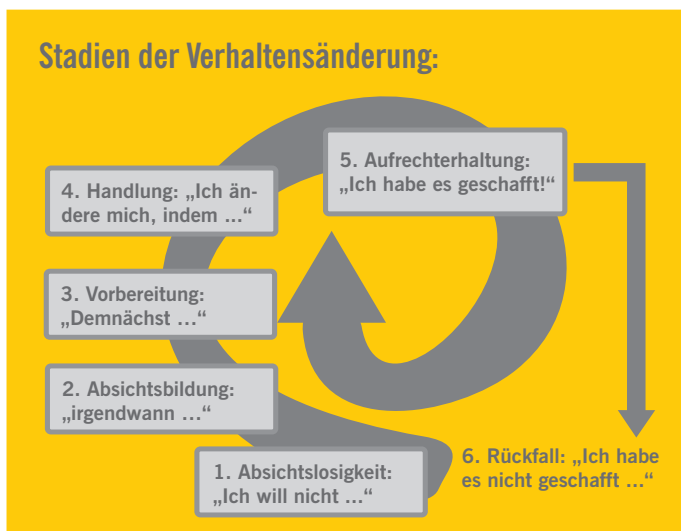 Stadien der Verhaltensänderung:
5. Aufrechterhaltung:
„Ich habe es geschafft!“
4. Handlung: „Ich än-
dere mich, indem ...“
3. Vorbereitung:
„Demnächst ...“
2. Absichtsbildung:
„irgendwann ...“
1. Absichtslosigkeit:
„Ich will nicht ...“
6. Rückfall: „Ich habe
es nicht geschafft ...“